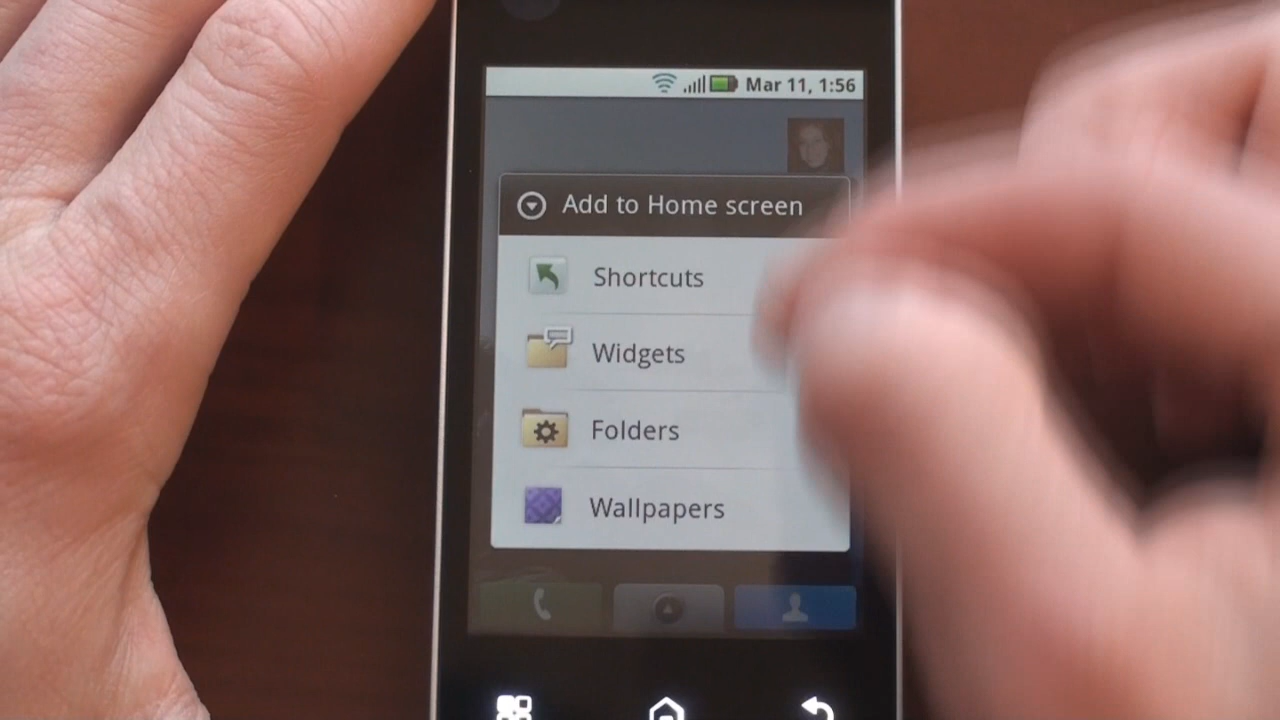 Mar 11, 1:56
Add to Home screen
Shortcuts
Widgets
Folders
Wallpapers